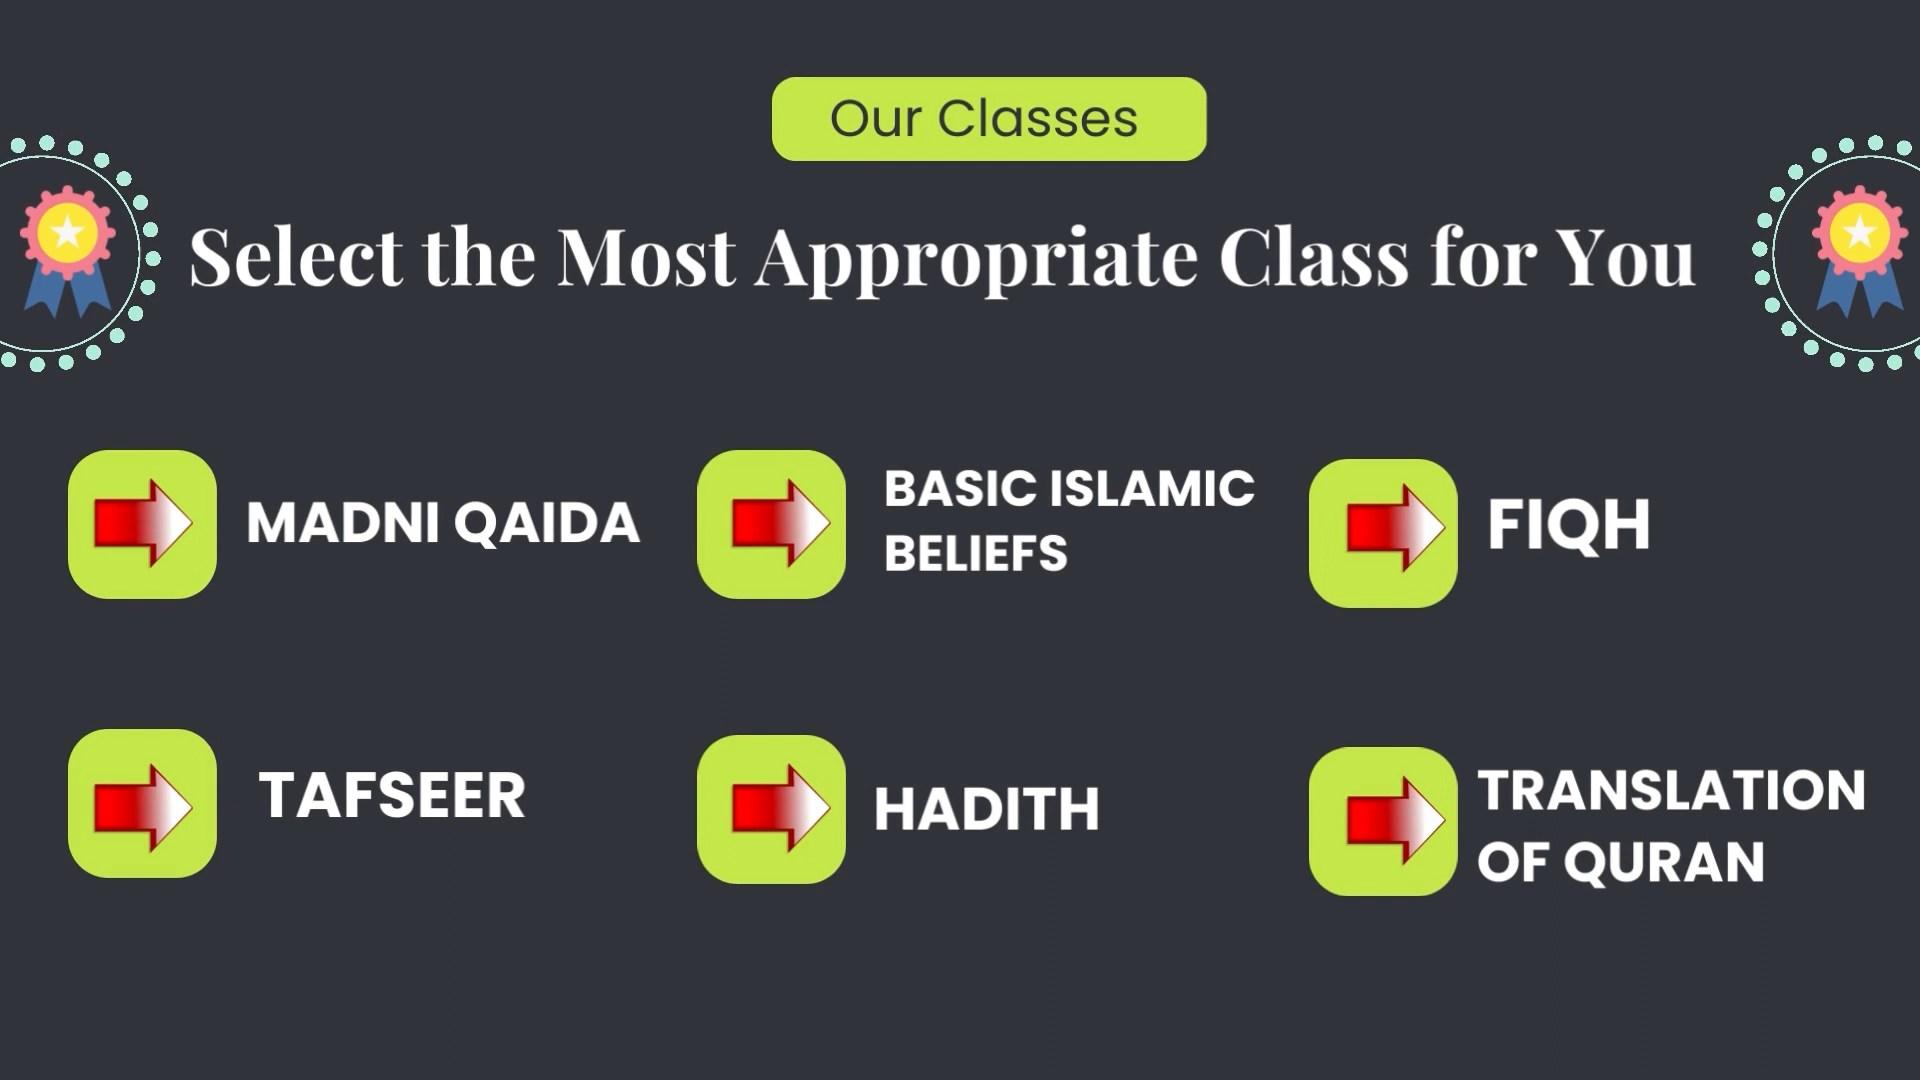 Our Classes
Select the Most Appropriate Class for You
MADNI QAIDA
BASIC ISLAMIC
BELIEFS
FIQH
TAFSEER
HADITH
TRANSLATION
OF QURAN